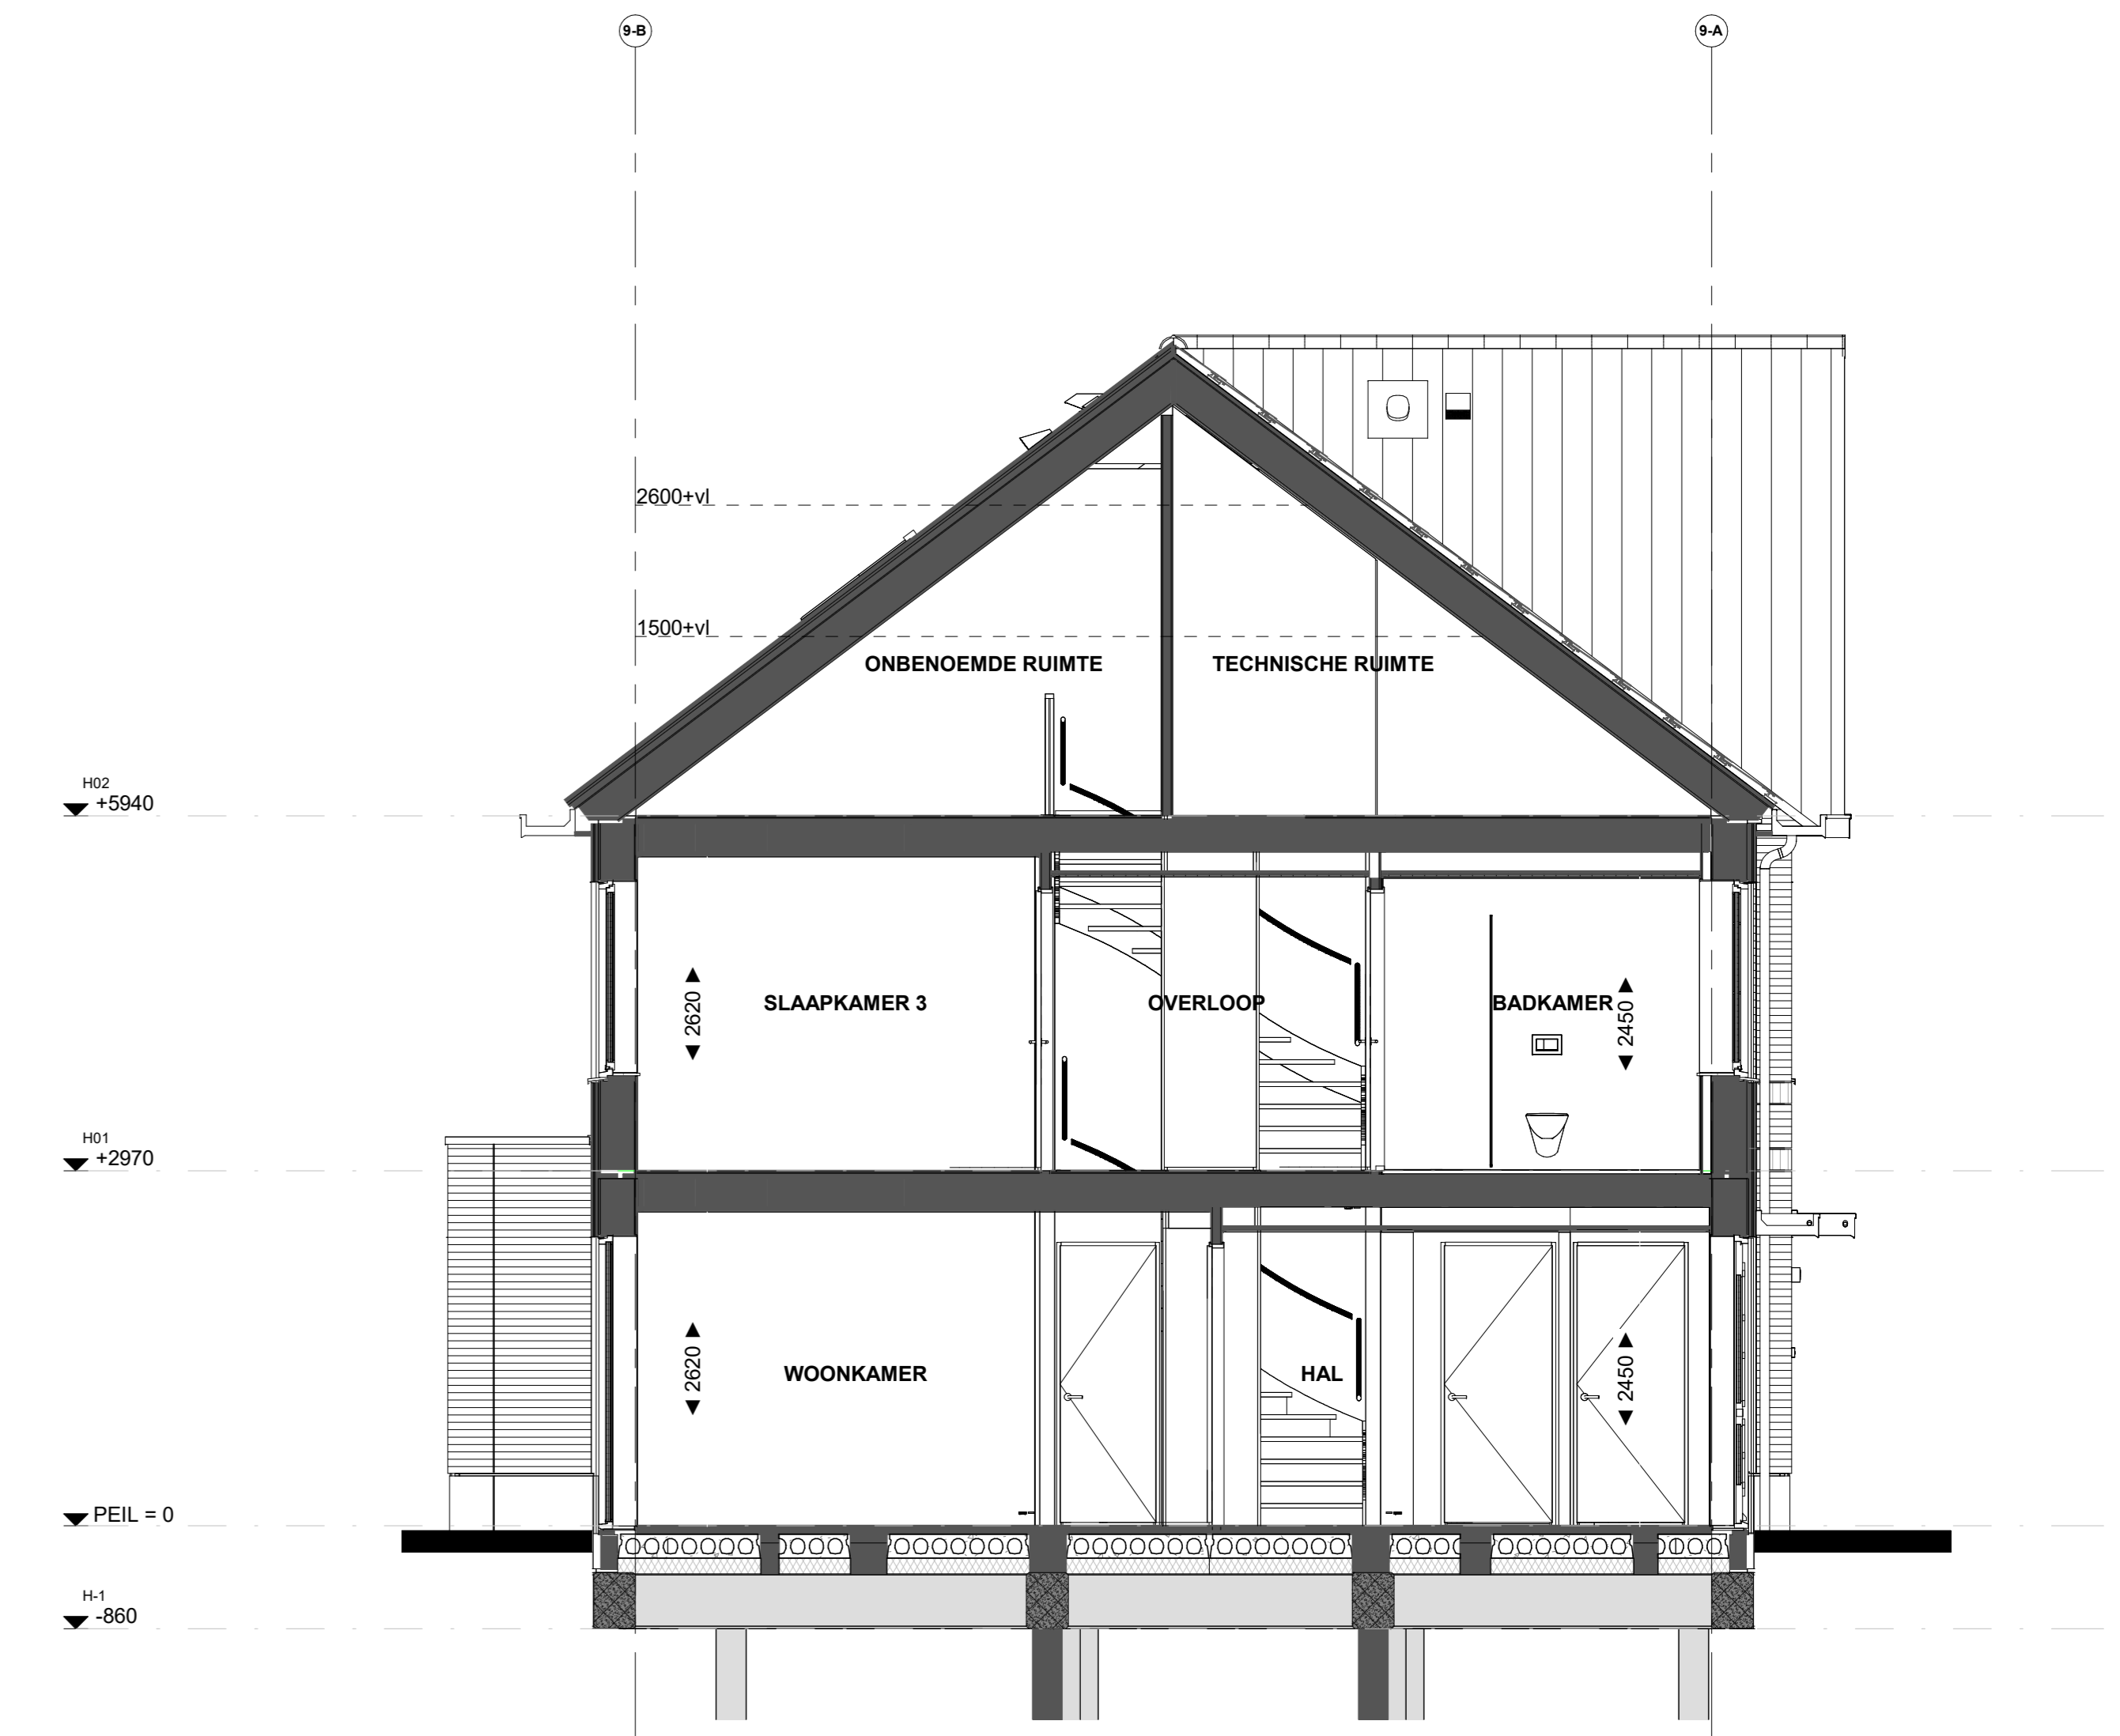 9-B
9-A
2600+vl
1500+vl
ONBENOEMDE RUIMTE
TECHNISCHE RUIMTE
H02
+5940
2620
SLAAPKAMER 3
OVERLOOP
BADKAMER
2450
H01
+2970
2620
WOONKAMER
HAL
2450
PEIL = 0
H-1
-860